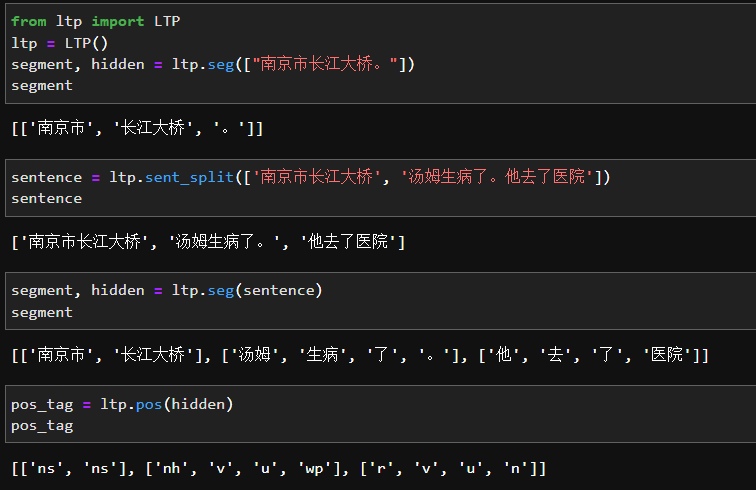 from ltp import LTP
ltp = LTP()
segment, hidden = ltp.seg(["南京市长江大桥。"])
segment
[['南京市', '长江大桥', '。']]
sentence = ltp.sent_split(['南京市长江大桥', '汤姆生病了。他去了医院'])
sentence
['南京市长江大桥', '汤姆生病了。', '他去了医院']
segment, hidden = ltp.seg(sentence)
segment
[['南京市', '长江大桥'], ['汤姆', '生病', '了', '。'], ['他', '去', '了', '医院']]
pos_tag = ltp.pos(hidden)
pos_tag
[['ns', 'ns'], ['nh', 'v', 'u', 'wp'], ['r', 'v', 'u', 'n']]